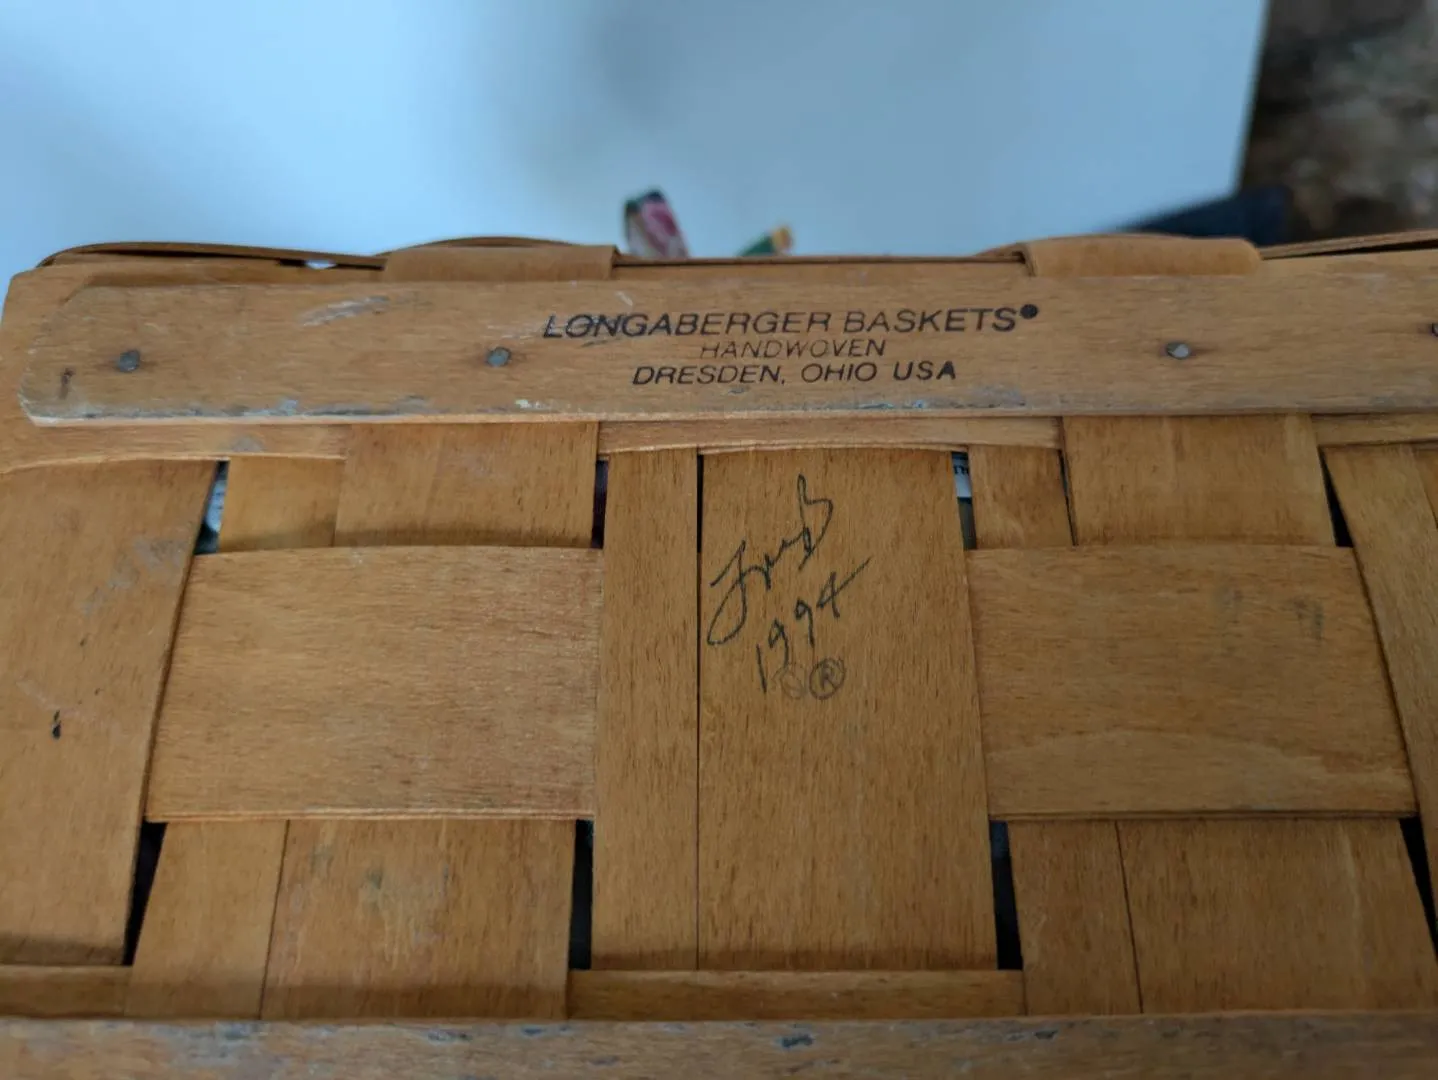 LONGABERGER BASKETS®
HANDWOVEN
DRESDEN, OHIO USA
1994
®